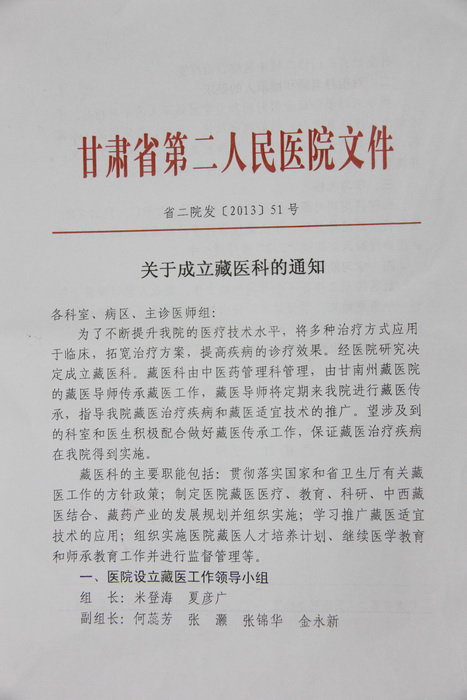 甘肃省第二人民医院文件
省二院发〔2013〕51号
关于成立藏医科的通知
各科室、病区、主诊医师组：
为了不断提升我院的医疗技术水平，将多种治疗方式应用
于临床，拓宽治疗方案，提高疾病的诊疗效果。经医院研究决
定成立藏医科。藏医科由中医药管理科管理，由甘南州藏医院
的藏医导师传承藏医工作，藏医导师将定期来我院进行藏医传
承，指导我院藏医治疗疾病和藏医适宜技术的推广。望涉及到
的科室和医生积极配合做好藏医传承工作，保证藏医治疗疾病
在我院得到实施。
藏医科的主要职能包括：贯彻落实国家和省卫生厅有关藏
医工作的方针政策；制定医院藏医医疗、教育、科研、中西藏
医结合、藏药产业的发展规划并组织实施；学习推广藏医适宜
技术的应用；组织实施医院藏医人才培养计划、继续医学教育
和师承教育工作并进行监督管理等。
一、医院设立藏医工作领导小组
组 长：米登海 夏彦广
副组长：何蕊芳 张 灏 张锦华 金永新